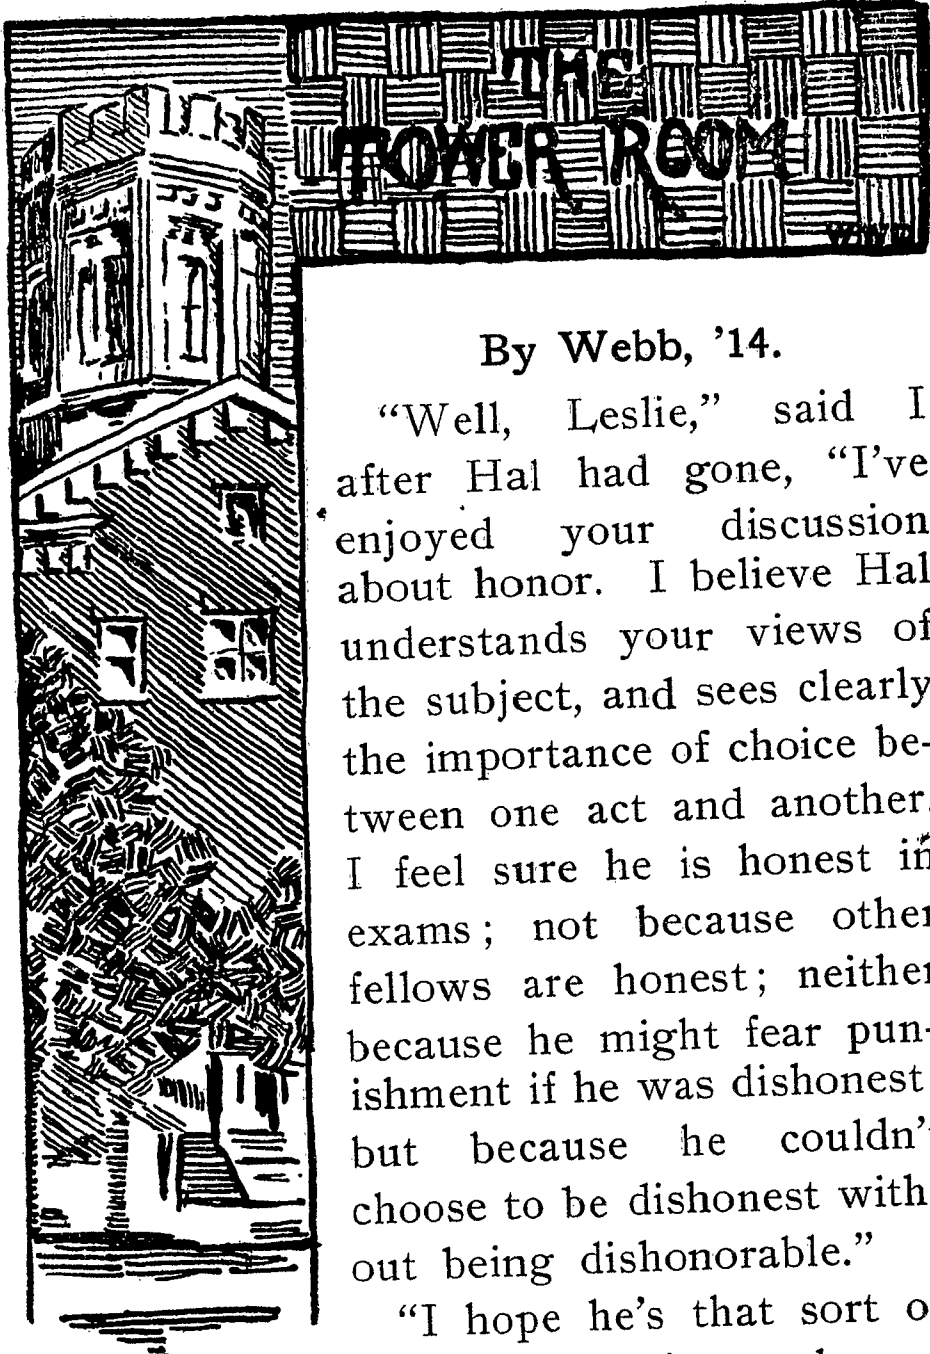 THE
TOWER ROOM
By Webb, '14.
“Well, Leslie,” said I
after Hal had gone, “I've
enjoyed your discussion
about honor. I believe Hal
understands your views of
the subject, and sees clearly
the importance of choice be-
tween one act and another.
I feel sure he is honest in
exams; not because other
fellows are honest; neither
because he might fear pun-
ishment if he was dishonest
but because he couldn't
choose to be dishonest with
out being dishonorable.”
“I hope he's that sort